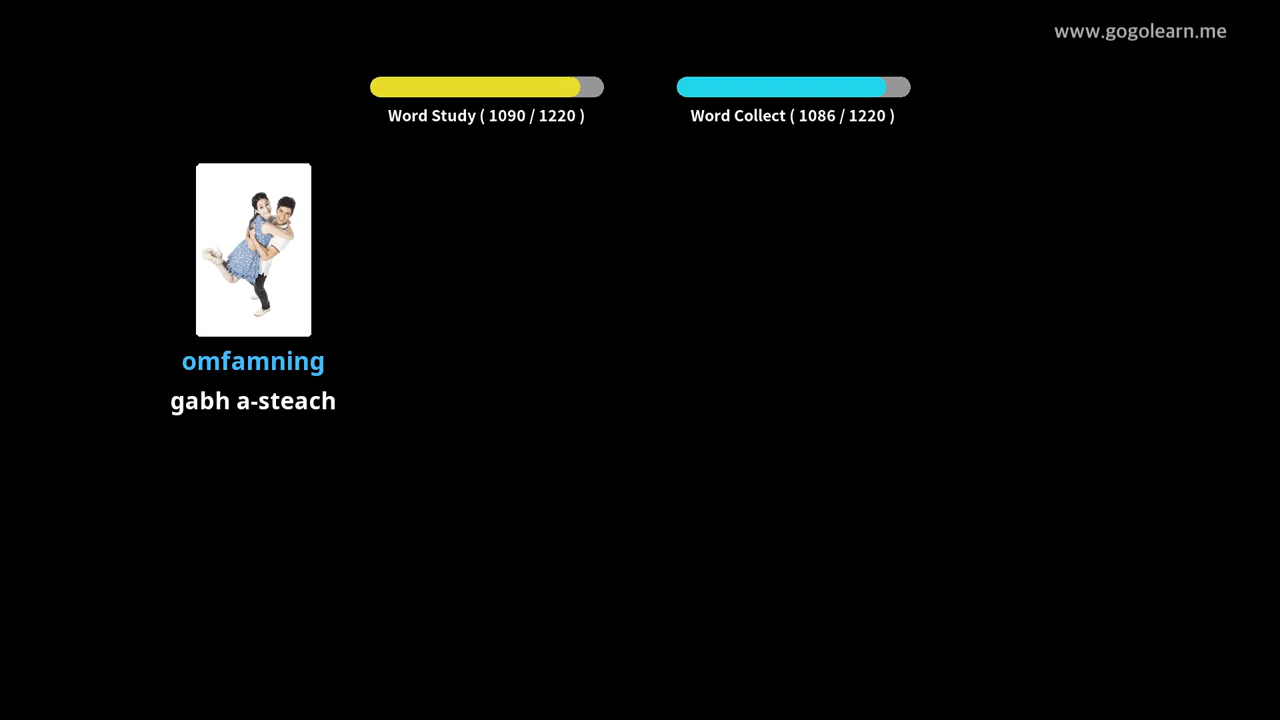 www.gogolearn.me
Word Study ( 1090 / 1220 )
Word Collect ( 1086 / 1220 )
omfamning
gabh a-steach